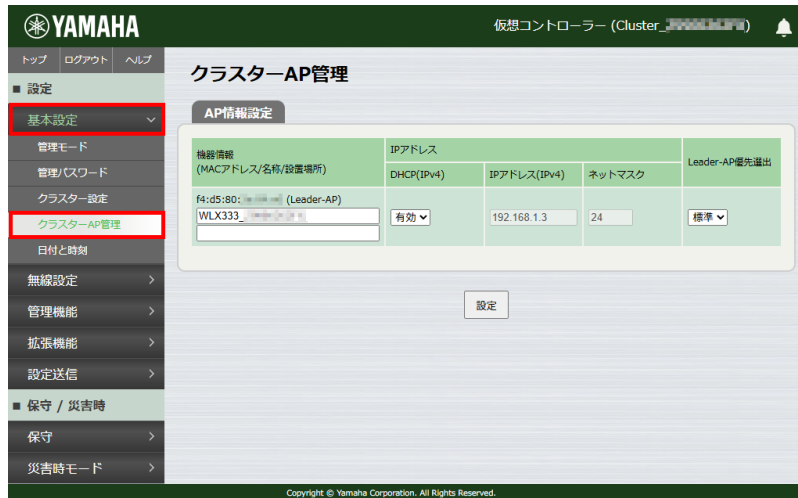 YAMAHA
仮想コントローラー (Cluster_ )
トップ ログアウト ヘルプ
■ 設定
基本設定
管理モード
管理パスワード
クラスター設定
クラスターAP管理
日付と時刻
無線設定
管理機能
拡張機能
設定送信
■ 保守 / 災害時
保守
災害時モード
クラスターAP管理
AP情報設定
機器情報
(MACアドレス/名称/設置場所)
IPアドレス
DHCP(IPv4) IPアドレス(IPv4) ネットマスク
Leader-AP優先選出
f4:d5:80: (Leader-AP)
WLX333_
有効 192.168.1.3 24 標準
設定
Copyright © Yamaha Corporation. All Rights Reserved.